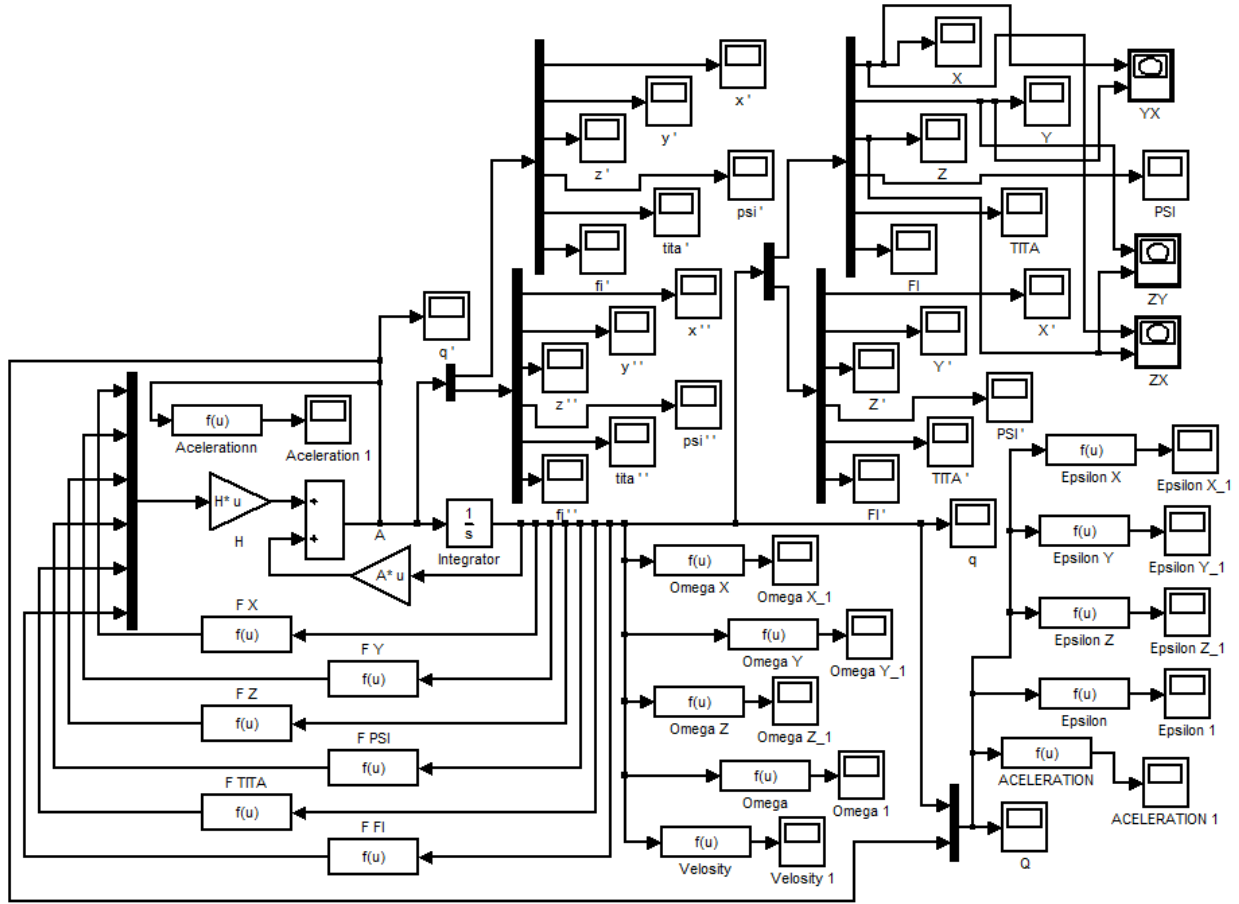 x '
X
YX
y '
Y
z '
Z
psi '
PSI
tita '
TITA
fi '
FI
ZY
x ' '
X '
q '
y ' '
Y '
ZX
z ' '
Z '
f(u)
Acelerationn
Aceleration 1
psi ' '
PSI '
tita ' '
TITA '
f(u)
Epsilon X
Epsilon X_1
H* u
H
+
+
A
1
s
Integrator
fi ' '
FI '
q
f(u)
Epsilon Y
Epsilon Y_1
A* u
f(u)
Omega X
Omega X_1
F X
f(u)
f(u)
Omega Y
Omega Y_1
f(u)
Epsilon Z
Epsilon Z_1
F Y
f(u)
F Z
f(u)
f(u)
Omega Z
Omega Z_1
f(u)
Epsilon
Epsilon 1
F PSI
f(u)
f(u)
Omega
Omega 1
f(u)
ACELERATION
ACELERATION 1
F TITA
f(u)
F FI
f(u)
f(u)
Velosity
Velosity 1
Q